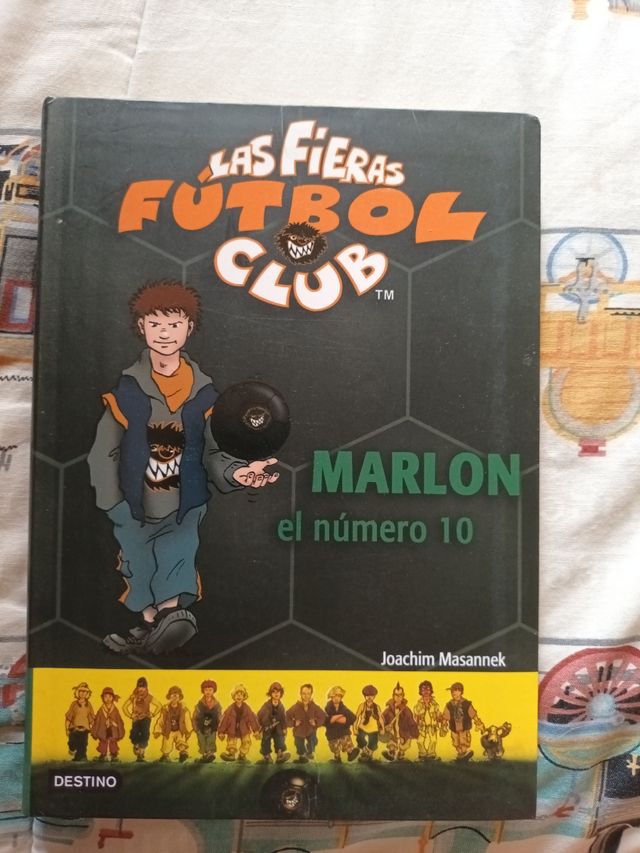 LAS FIERAS
FÚTBOL
CLUB
TM
MARLON
el número 10
Joachim Masannek
DESTINO